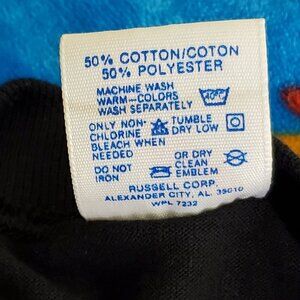 50% COTTON/COTON
50% POLYESTER
MACHINE WASH
WARM-COLORS
WASH SEPARATELY
ONLY NON- TUMBLE
CHLORINE DRY LOW
BLEACH WHEN
NEEDED OR DRY
DO NOT CLEAN
IRON EMBLEM
RUSSELL CORP.
ALEXANDER CITY, AL. 35010
WPL 7232